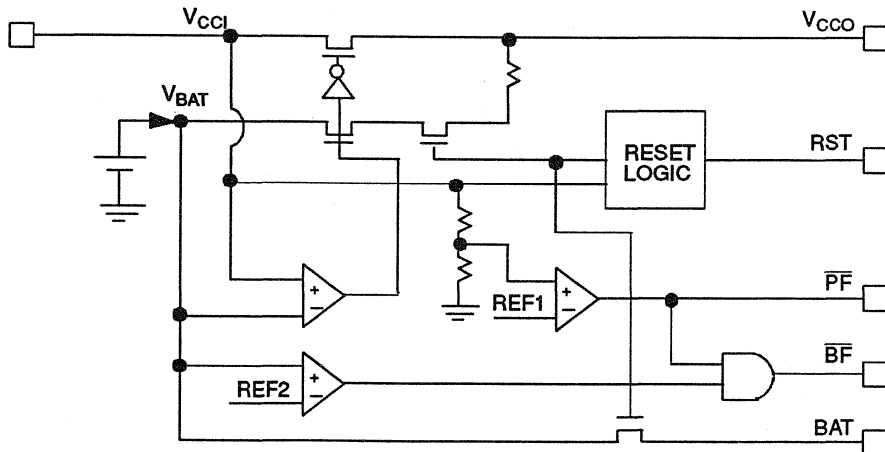 VCCI
VCCO
VBAT
RESET
LOGIC
RST
+
−
REF1
+
−
PF
BF
REF2
+
−
BAT